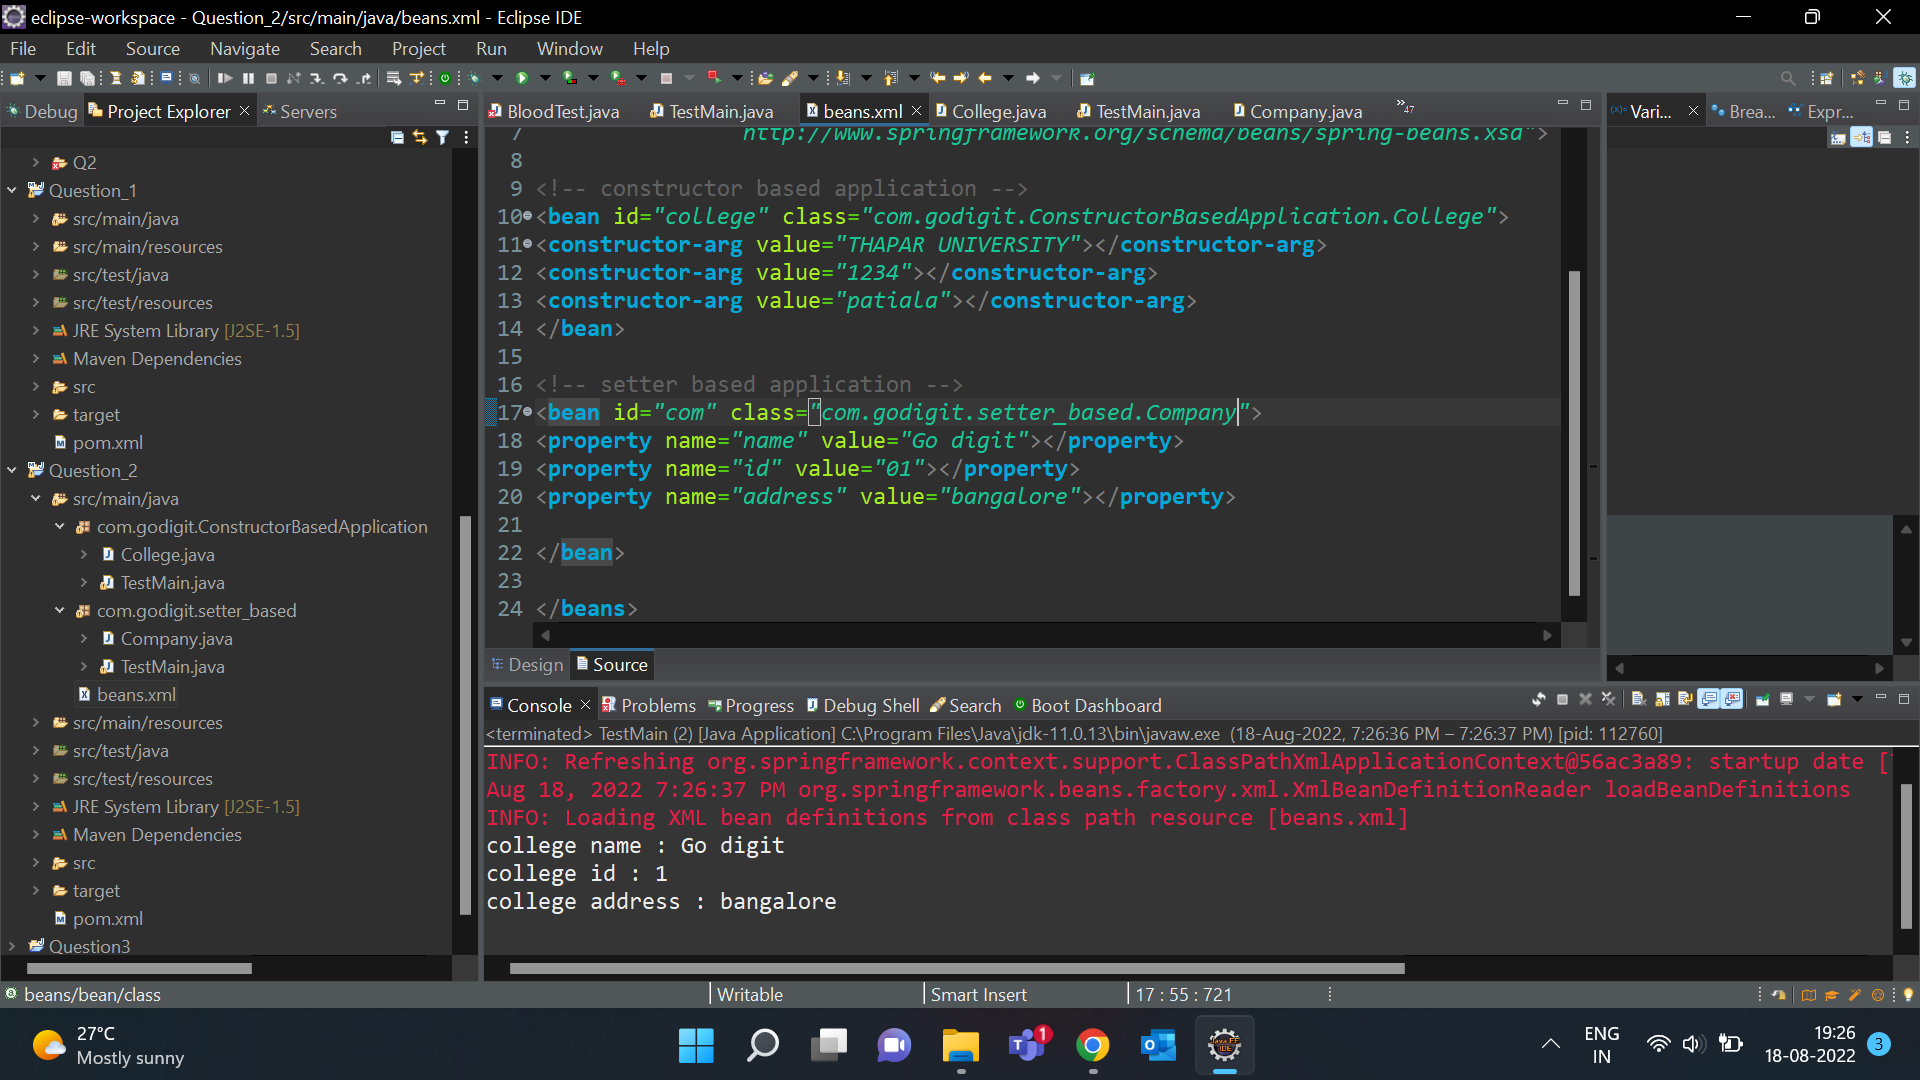 eclipse-workspace - Question_2/src/main/java/beans.xml - Eclipse IDE
File Edit Source Navigate Search Project Run Window Help
Debug Project Explorer Servers
Q2
Question_1
src/main/java
src/main/resources
src/test/java
src/test/resources
JRE System Library [J2SE-1.5]
Maven Dependencies
src
target
pom.xml
Question_2
src/main/java
com.godigit.ConstructorBasedApplication
College.java
TestMain.java
com.godigit.setter_based
Company.java
TestMain.java
beans.xml
src/main/resources
src/test/java
src/test/resources
JRE System Library [J2SE-1.5]
Maven Dependencies
src
target
pom.xml
Question3
BloodTest.java TestMain.java beans.xml College.java TestMain.java Company.java »47
7 http://www.springframework.org/schema/beans/spring-beans.xsd">
8
9 <!-- constructor based application -->
10 <bean id="college" class="com.godigit.ConstructorBasedApplication.College">
11 <constructor-arg value="THAPAR UNIVERSITY"></constructor-arg>
12 <constructor-arg value="1234"></constructor-arg>
13 <constructor-arg value="patiala"></constructor-arg>
14 </bean>
15
16 <!-- setter based application -->
17 <bean id="com" class="com.godigit.setter_based.Company">
18 <property name="name" value="Go digit"></property>
19 <property name="id" value="01"></property>
20 <property name="address" value="bangalore"></property>
21
22 </bean>
23
24 </beans>
Design Source
Vari... Brea... Expr...
Console Problems Progress Debug Shell Search Boot Dashboard
<terminated> TestMain (2) [Java Application] C:\Program Files\Java\jdk-11.0.13\bin\javaw.exe (18-Aug-2022, 7:26:36 PM – 7:26:37 PM) [pid: 112760]
INFO: Refreshing org.springframework.context.support.ClassPathXmlApplicationContext@56ac3a89: startup date [
Aug 18, 2022 7:26:37 PM org.springframework.beans.factory.xml.XmlBeanDefinitionReader loadBeanDefinitions
INFO: Loading XML bean definitions from class path resource [beans.xml]
college name : Go digit
college id : 1
college address : bangalore
beans/bean/class Writable Smart Insert 17 : 55 : 721
27°C
Mostly sunny
1
ENG
IN
19:26
18-08-2022
3